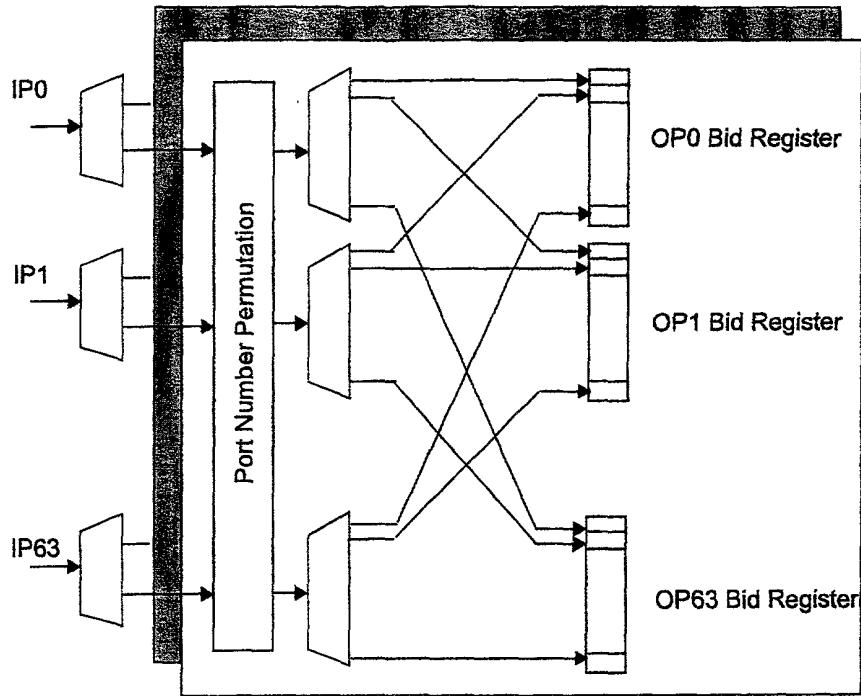 IP0
OP0 Bid Register
IP1
OP1 Bid Register
Port Number Permutation
IP63
OP63 Bid Register